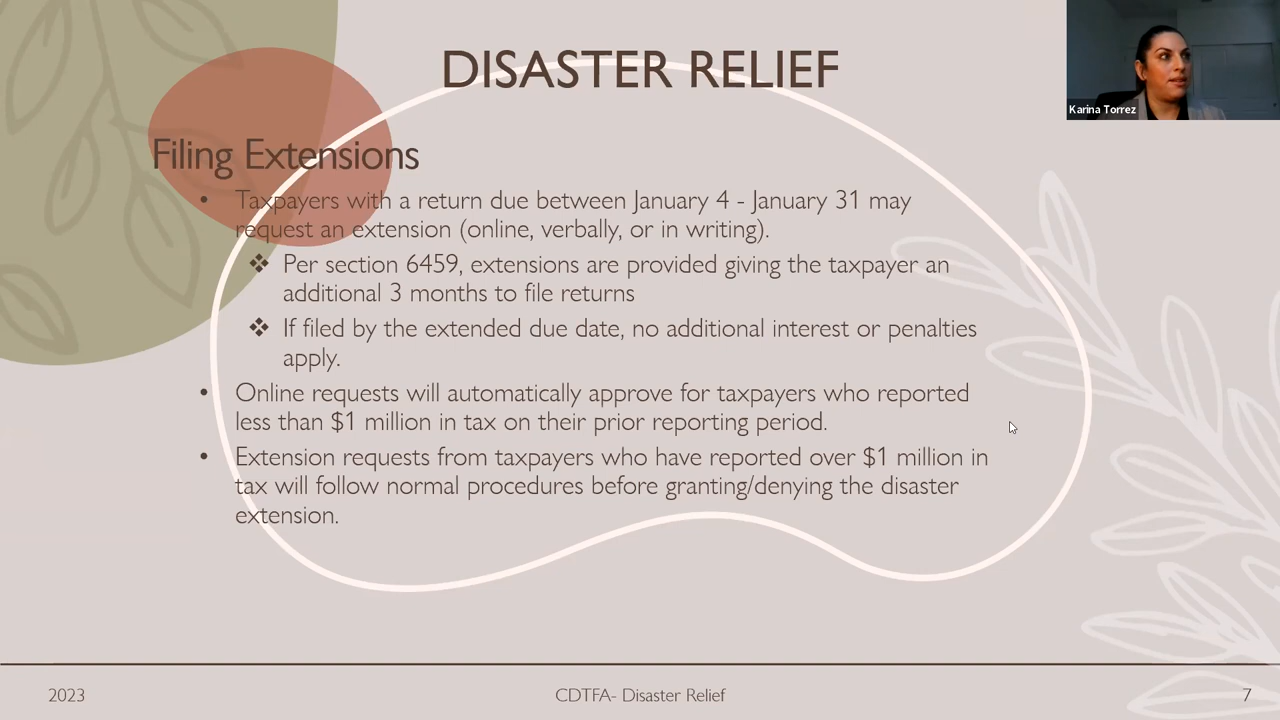 DISASTER RELIEF
Karina Torrez
Filing Extensions
• Taxpayers with a return due between January 4 - January 31 may
request an extension (online, verbally, or in writing).
❖ Per section 6459, extensions are provided giving the taxpayer an
additional 3 months to file returns
❖ If filed by the extended due date, no additional interest or penalties
apply.
• Online requests will automatically approve for taxpayers who reported
less than $1 million in tax on their prior reporting period.
• Extension requests from taxpayers who have reported over $1 million in
tax will follow normal procedures before granting/denying the disaster
extension.
2023
CDTFA- Disaster Relief
7